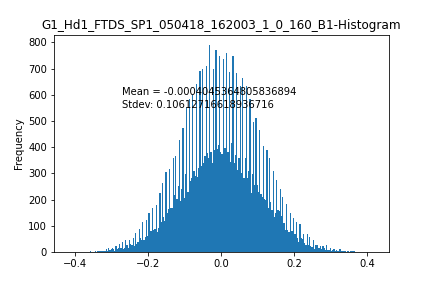 G1_Hd1_FTDS_SP1_050418_162003_1_0_160_B1-Histogram
800
700
600
500
400
300
200
100
0
Frequency
Mean = -0.0004045364805836894
Stdev: 0.10612716618936716
−0.4 −0.2 0.0 0.2 0.4